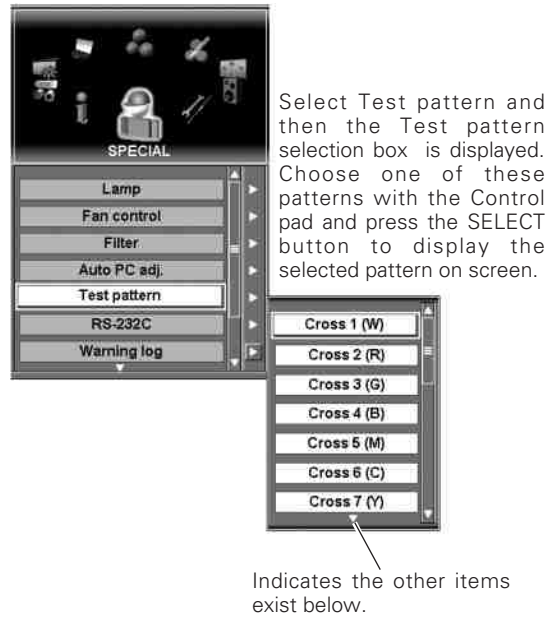 SPECIAL
Lamp
Fan control
Filter
Auto PC adj.
Test pattern
RS-232C
Warning log
Select Test pattern and
then the Test pattern
selection box is displayed.
Choose one of these
patterns with the Control
pad and press the SELECT
button to display the
selected pattern on screen.
Cross 1 (W)
Cross 2 (R)
Cross 3 (G)
Cross 4 (B)
Cross 5 (M)
Cross 6 (C)
Cross 7 (Y)
Indicates the other items
exist below.